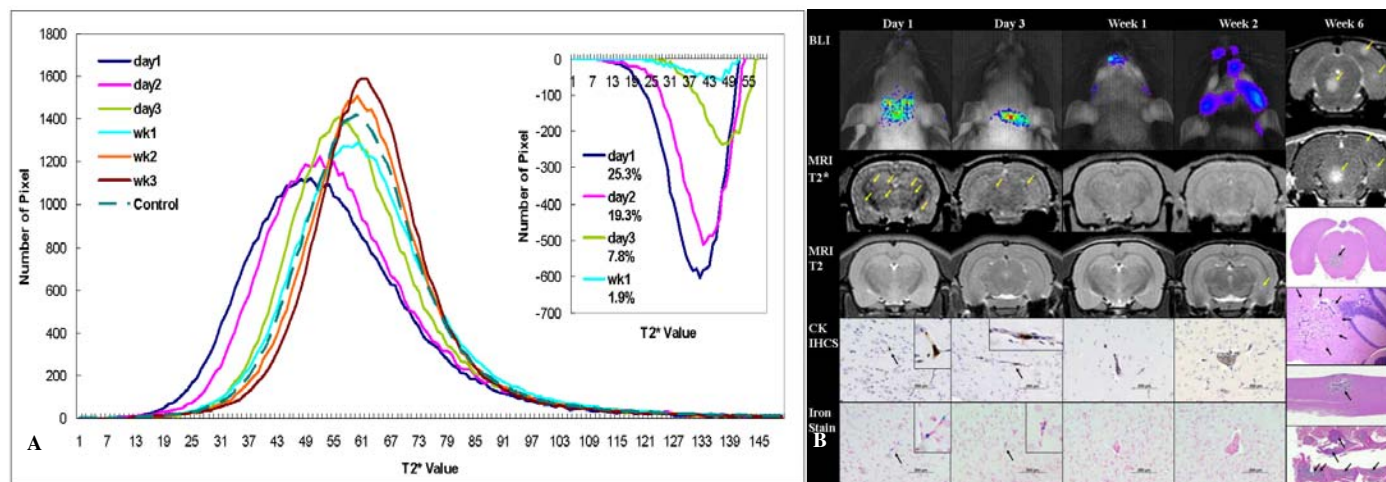 1800
1600
1400
1200
1000
800
600
400
200
0
Number of Pixel
day1
day2
day3
wk1
wk2
wk3
Control
1 7 13 19 25 31 37 43 49 55 61 67 73 79 85 91 97 103 109 115 121 127 133 139 145
T2* Value
A
0
-100
-200
-300
-400
-500
-600
-700
Number of Pixel
1 7 13 19 25 31 37 43 49 55
day1
25.3%
day2
19.3%
day3
7.8%
wk1
1.9%
T2* Value
Day 1 Day 3 Week 1 Week 2 Week 6
BLI
MRI
T2*
MRI
T2
CK
IHCS
Iron
Stain
B